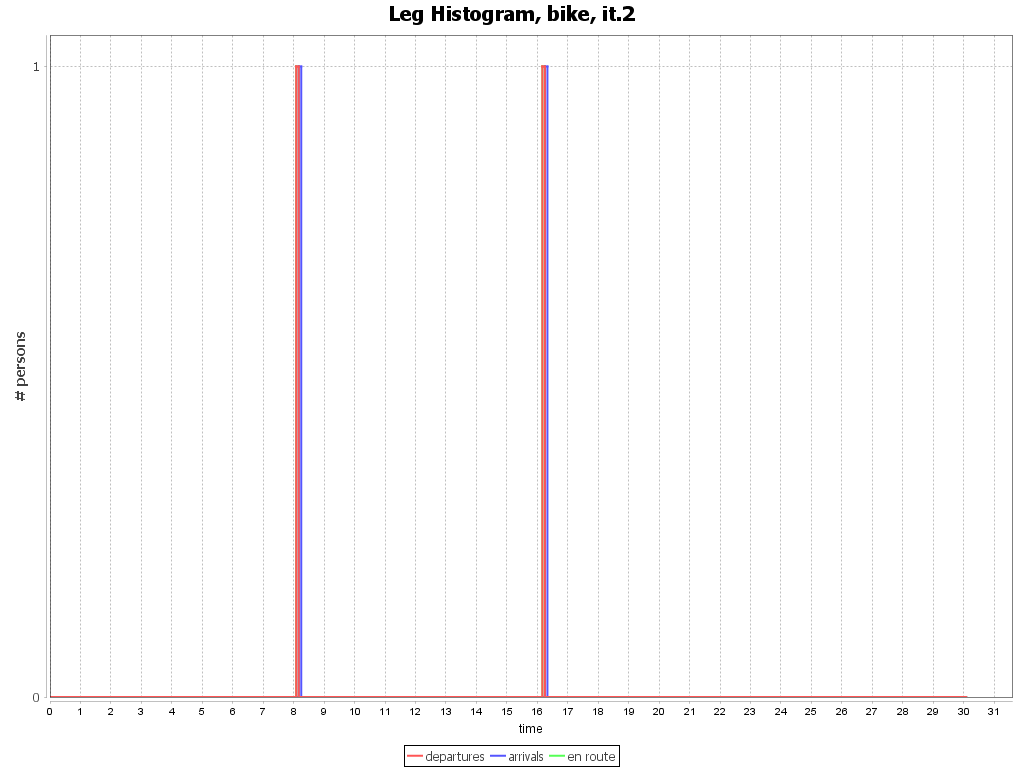 Leg Histogram, bike, it.2
# persons
1
0
0 1 2 3 4 5 6 7 8 9 10 11 12 13 14 15 16 17 18 19 20 21 22 23 24 25 26 27 28 29 30 31
time
departures arrivals en route